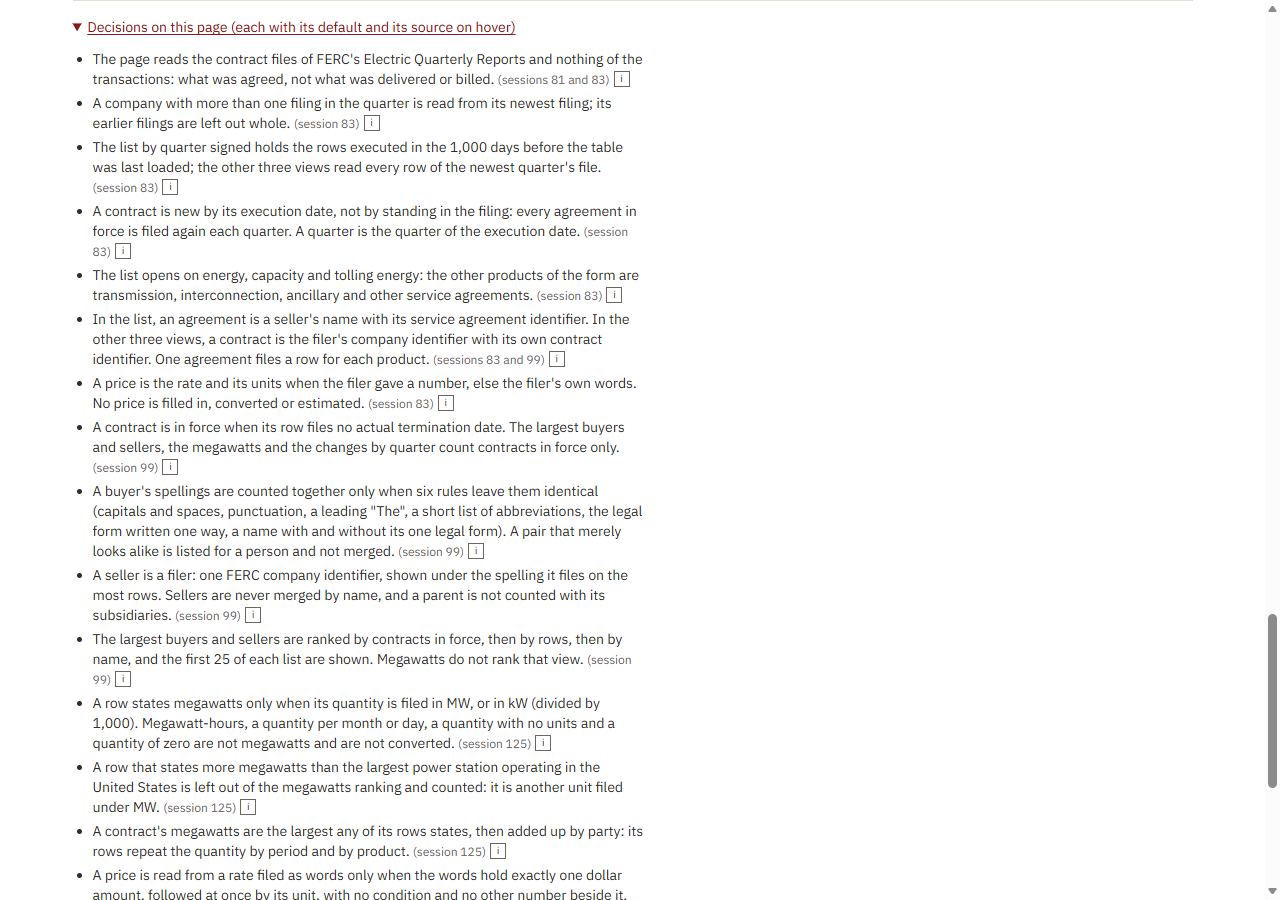 ▼ Decisions on this page (each with its default and its source on hover)
• The page reads the contract files of FERC's Electric Quarterly Reports and nothing of the
transactions: what was agreed, not what was delivered or billed. (sessions 81 and 83) i
• A company with more than one filing in the quarter is read from its newest filing; its
earlier filings are left out whole. (session 83) i
• The list by quarter signed holds the rows executed in the 1,000 days before the table
was last loaded; the other three views read every row of the newest quarter's file.
(session 83) i
• A contract is new by its execution date, not by standing in the filing: every agreement in
force is filed again each quarter. A quarter is the quarter of the execution date. (session
83) i
• The list opens on energy, capacity and tolling energy: the other products of the form are
transmission, interconnection, ancillary and other service agreements. (session 83) i
• In the list, an agreement is a seller's name with its service agreement identifier. In the
other three views, a contract is the filer's company identifier with its own contract
identifier. One agreement files a row for each product. (sessions 83 and 99) i
• A price is the rate and its units when the filer gave a number, else the filer's own words.
No price is filled in, converted or estimated. (session 83) i
• A contract is in force when its row files no actual termination date. The largest buyers
and sellers, the megawatts and the changes by quarter count contracts in force only.
(session 99) i
• A buyer's spellings are counted together only when six rules leave them identical
(capitals and spaces, punctuation, a leading "The", a short list of abbreviations, the legal
form written one way, a name with and without its one legal form). A pair that merely
looks alike is listed for a person and not merged. (session 99) i
• A seller is a filer: one FERC company identifier, shown under the spelling it files on the
most rows. Sellers are never merged by name, and a parent is not counted with its
subsidiaries. (session 99) i
• The largest buyers and sellers are ranked by contracts in force, then by rows, then by
name, and the first 25 of each list are shown. Megawatts do not rank that view. (session
99) i
• A row states megawatts only when its quantity is filed in MW, or in kW (divided by
1,000). Megawatt-hours, a quantity per month or day, a quantity with no units and a
quantity of zero are not megawatts and are not converted. (session 125) i
• A row that states more megawatts than the largest power station operating in the
United States is left out of the megawatts ranking and counted: it is another unit filed
under MW. (session 125) i
• A contract's megawatts are the largest any of its rows states, then added up by party: its
rows repeat the quantity by period and by product. (session 125) i
• A price is read from a rate filed as words only when the words hold exactly one dollar
amount, followed at once by its unit, with no condition and no other number beside it.